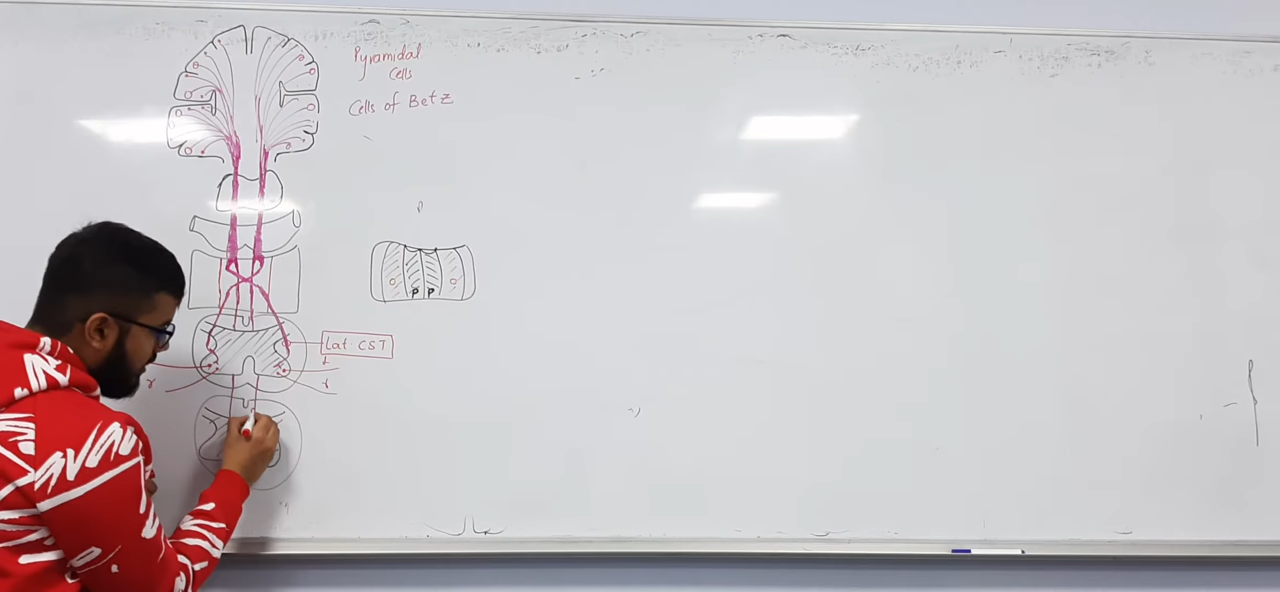 Pyramidal
Cells
Cells of Betz
P P
Lat. CST